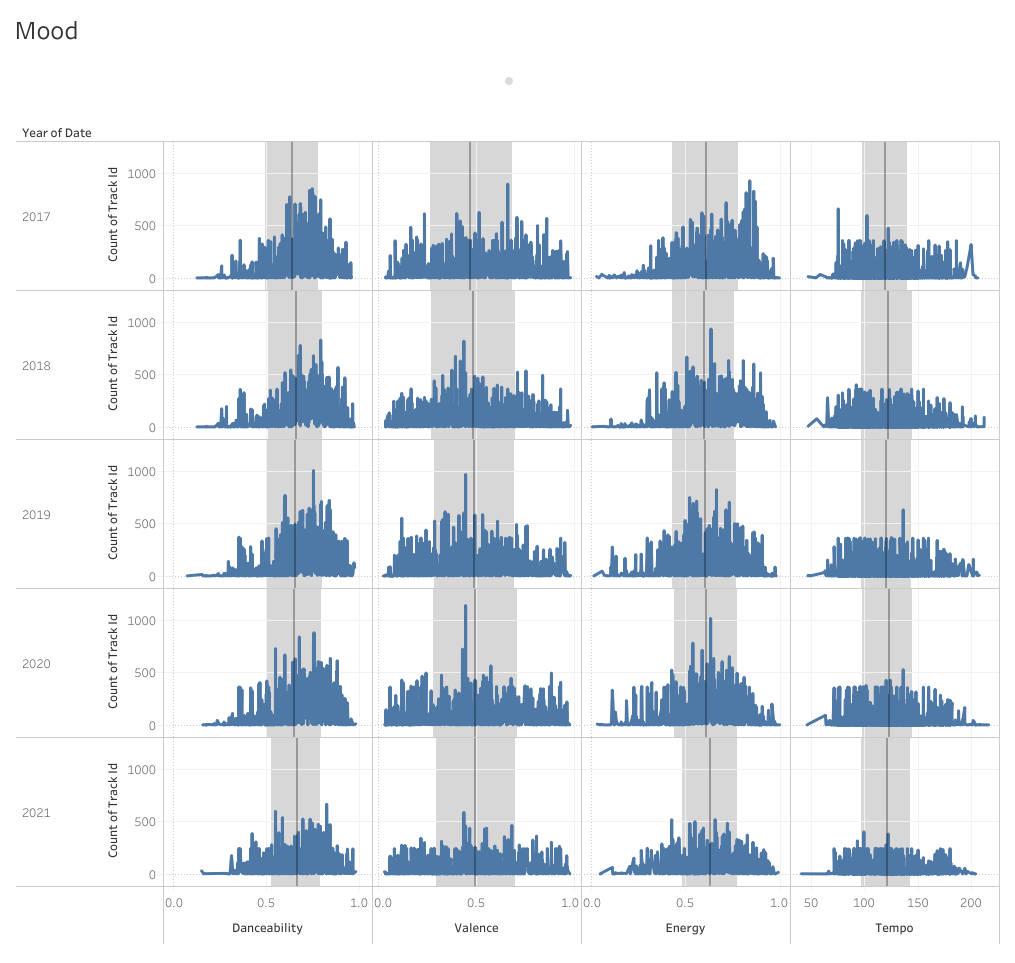 Mood
Year of Date
2017
Count of Track Id
1000
500
0
2018
Count of Track Id
1000
500
0
2019
Count of Track Id
1000
500
0
2020
Count of Track Id
1000
500
0
2021
Count of Track Id
1000
500
0
0.0 0.5 1.0 0.0 0.5 1.0 0.0 0.5 1.0 50 100 150 200
Danceability Valence Energy Tempo